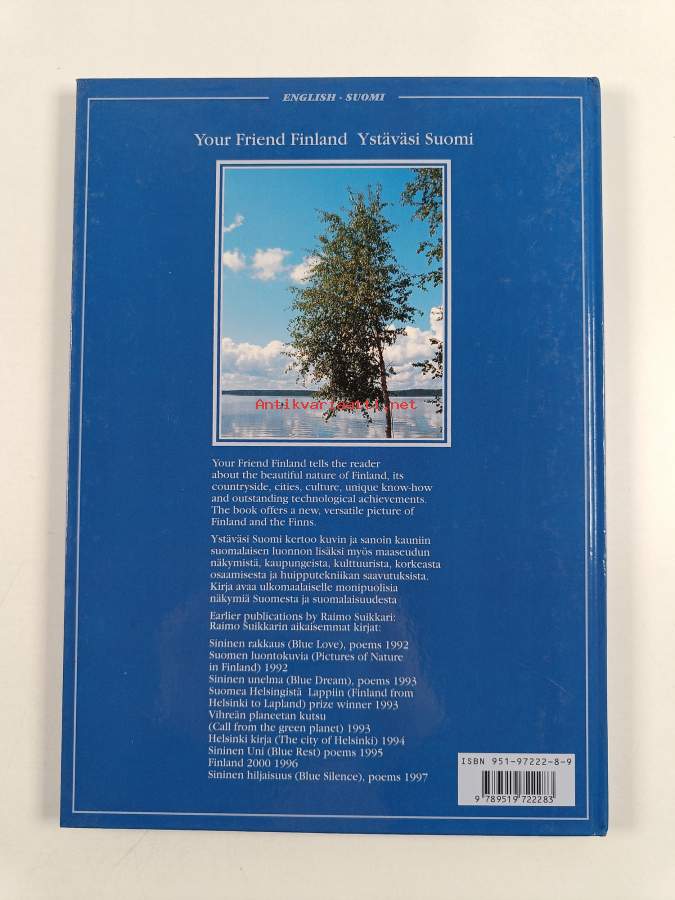 ENGLISH - SUOMI
Your Friend Finland Ystäväsi Suomi
Antikvariaatti.net
Your Friend Finland tells the reader
about the beautiful nature of Finland, its
countryside, cities, culture, unique know-how
and outstanding technological achievements.
The book offers a new, versatile picture of
Finland and the Finns.
Ystäväsi Suomi kertoo kuvin ja sanoin kauniin
suomalaisen luonnon lisäksi myös maaseudun
näkymistä, kaupungeista, kulttuurista, korkeasta
osaamisesta ja huipputekniikan saavutuksista.
Kirja avaa ulkomaalaiselle monipuolisia
näkymiä Suomesta ja suomalaisuudesta
Earlier publications by Raimo Suikkari:
Raimo Suikkarin aikaisemmat kirjat:
Sininen rakkaus (Blue Love), poems 1992
Suomen luontokuvia (Pictures of Nature
in Finland) 1992
Sininen unelma (Blue Dream), poems 1993
Suomea Helsingistä Lappiin (Finland from
Helsinki to Lapland) prize winner 1993
Vihreän planeetan kutsu
(Call from the green planet) 1993
Helsinki kirja (The city of Helsinki) 1994
Sininen Uni (Blue Rest) poems 1995
Finland 2000 1996
Sininen hiljaisuus (Blue Silence), poems 1997
ISBN 951-97222-8-9
9 789519 722283